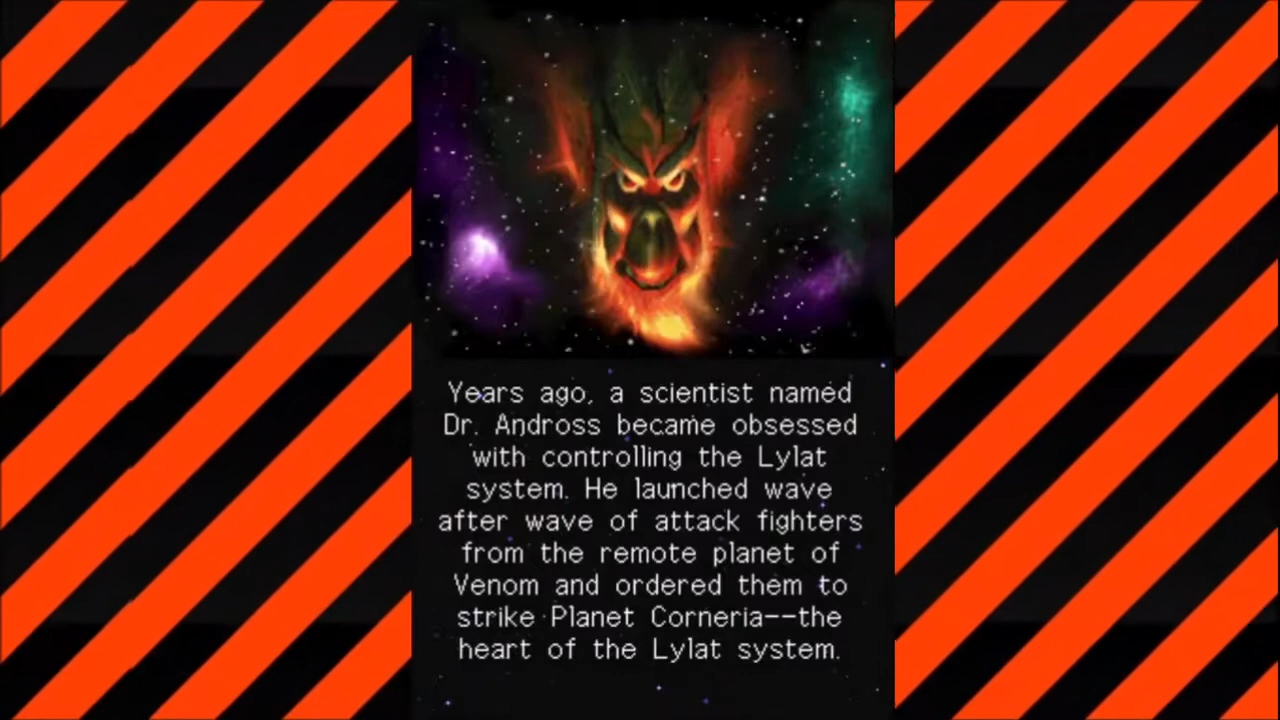 Years ago, a scientist named
Dr. Andross became obsessed
with controlling the Lylat
system. He launched wave
after wave of attack fighters
from the remote planet of
Venom and ordered them to
strike Planet Corneria--the
heart of the Lylat system.